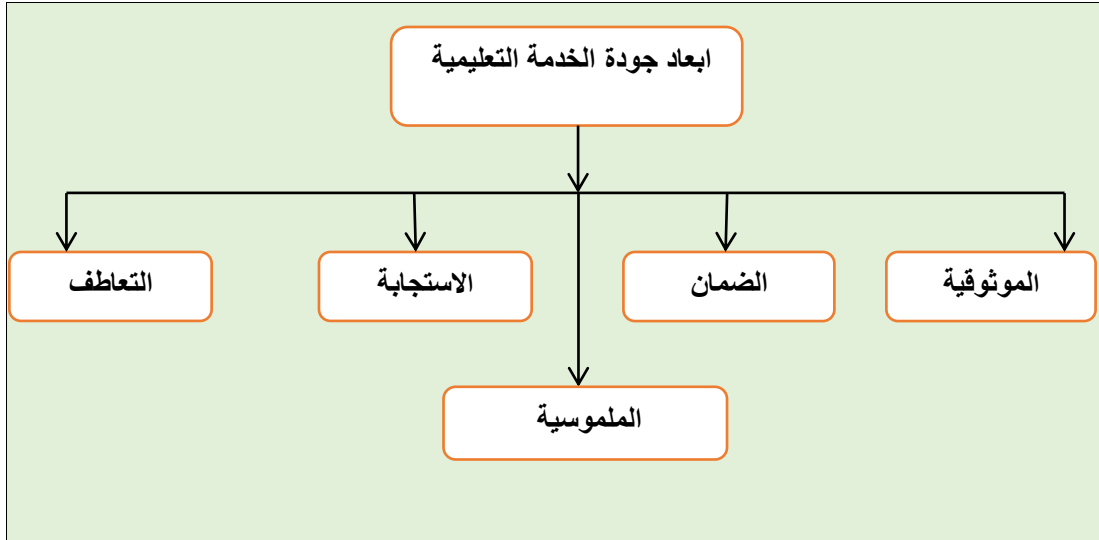 ابعاد جودة الخدمة التعليمية
الموثوقية
الضمان
الاستجابة
التعاطف
الملموسية